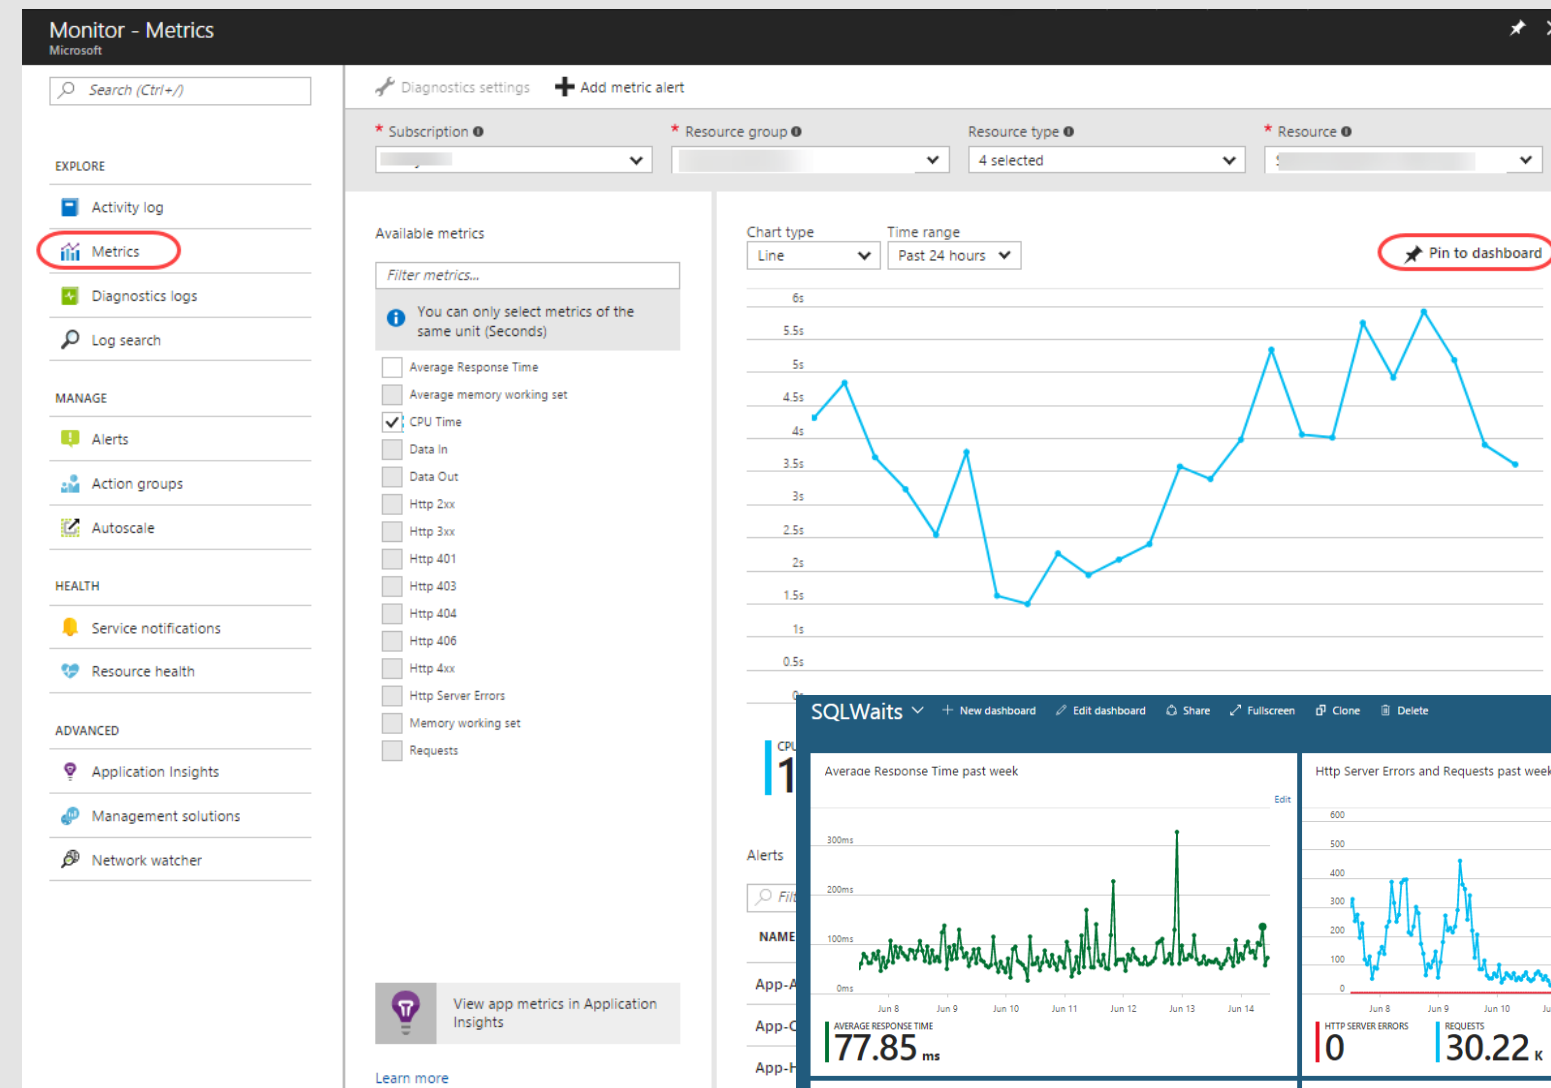 Monitor - Metrics
Microsoft
Search (Ctrl+/)
EXPLORE
Activity log
Metrics
Diagnostics logs
Log search
MANAGE
Alerts
Action groups
Autoscale
HEALTH
Service notifications
Resource health
ADVANCED
Application Insights
Management solutions
Network watcher
Diagnostics settings
Add metric alert
* Subscription
* Resource group
Resource type
* Resource
4 selected
Available metrics
Filter metrics...
You can only select metrics of the
same unit (Seconds)
Average Response Time
Average memory working set
CPU Time
Data In
Data Out
Http 2xx
Http 3xx
Http 401
Http 403
Http 404
Http 406
Http 4xx
Http Server Errors
Memory working set
Requests
View app metrics in Application
Insights
Learn more
Chart type
Time range
Line
Past 24 hours
Pin to dashboard
6s
5.5s
5s
4.5s
4s
3.5s
3s
2.5s
2s
1.5s
1s
0.5s
CPU
1
Alerts
NAME
App-A
App-C
App-H
SQLWaits
New dashboard
Edit dashboard
Share
Fullscreen
Clone
Delete
Average Response Time past week
Edit
300ms
200ms
100ms
0ms
Jun 8 Jun 9 Jun 10 Jun 11 Jun 12 Jun 13 Jun 14
AVERAGE RESPONSE TIME
77.85 ms
Http Server Errors and Requests past week
600
500
400
300
200
100
0
Jun 8 Jun 9 Jun 10
HTTP SERVER ERRORS
0
REQUESTS
30.22 K